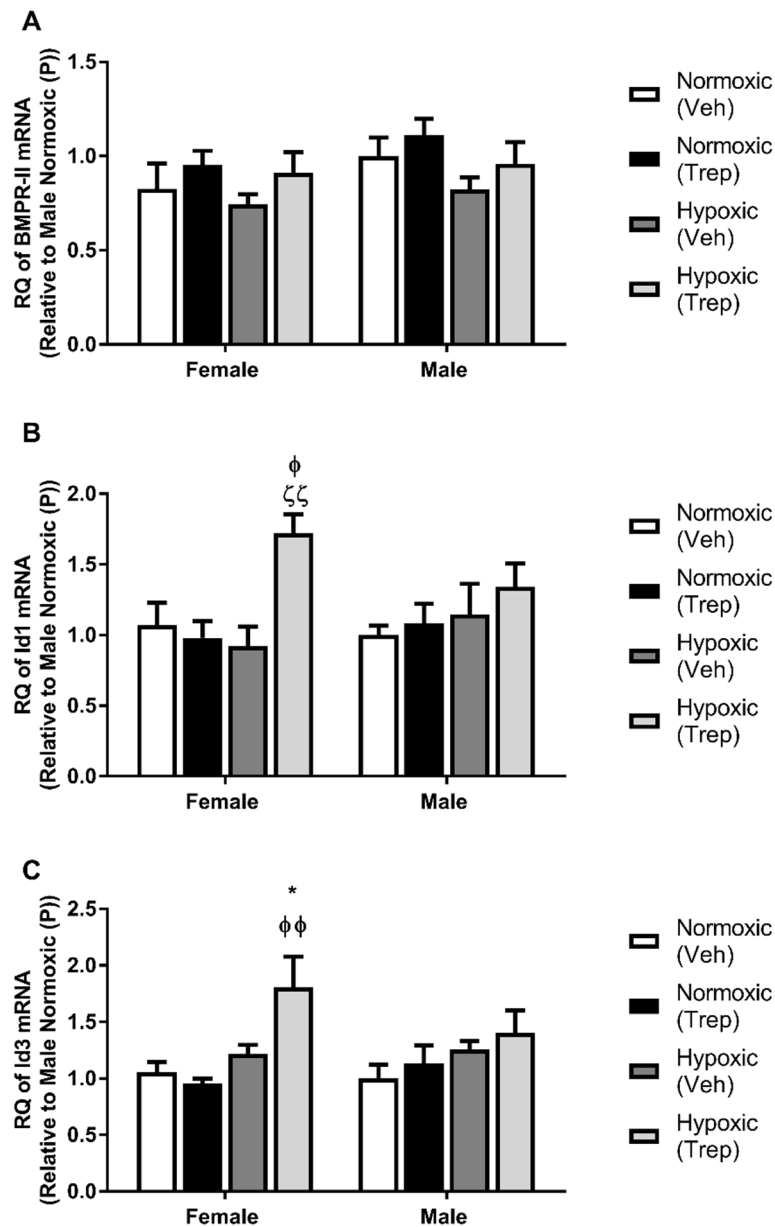 A
RQ of BMPR-II mRNA
(Relative to Male Normoxic (P))
1.5
1.0
0.5
0.0
Female
Male
Normoxic
(Veh)
Normoxic
(Trep)
Hypoxic
(Veh)
Hypoxic
(Trep)
B
RQ of Id1 mRNA
(Relative to Male Normoxic (P))
2.0
1.5
1.0
0.5
0.0
ϕ
ζζ
Female
Male
Normoxic
(Veh)
Normoxic
(Trep)
Hypoxic
(Veh)
Hypoxic
(Trep)
C
RQ of Id3 mRNA
(Relative to Male Normoxic (P))
2.5
2.0
1.5
1.0
0.5
0.0
*
ϕϕ
Female
Male
Normoxic
(Veh)
Normoxic
(Trep)
Hypoxic
(Veh)
Hypoxic
(Trep)